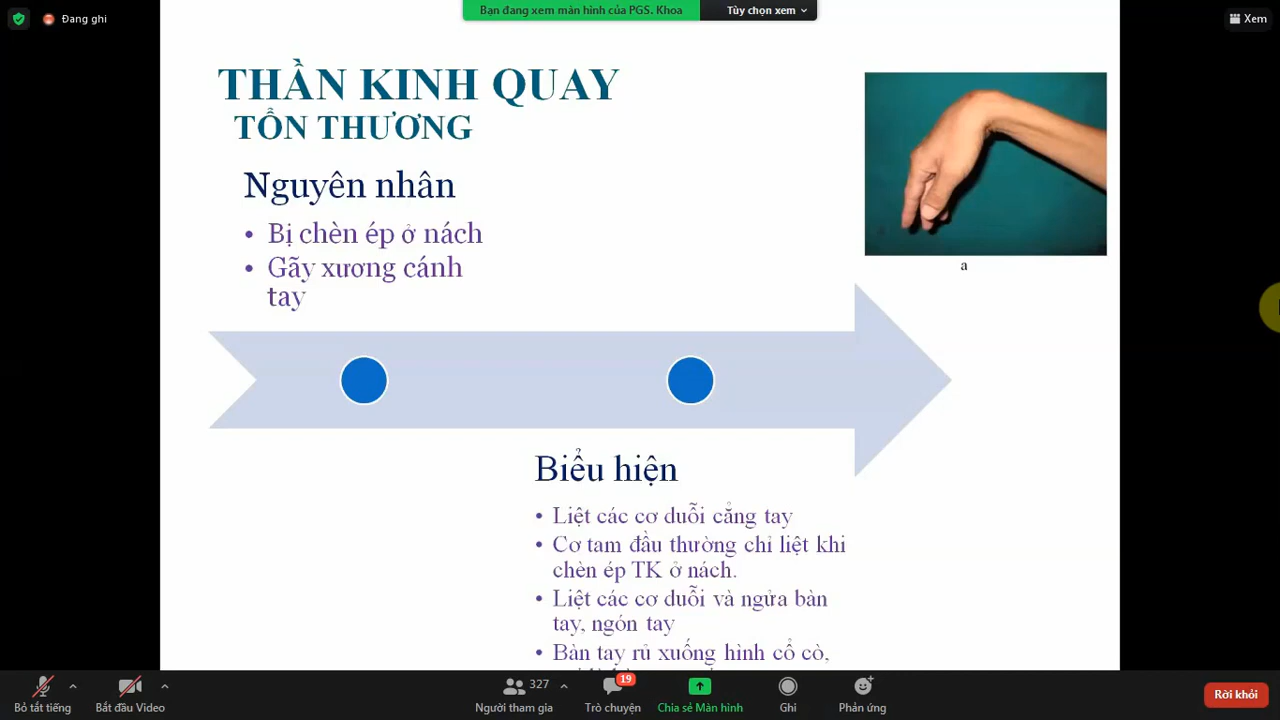 Đang ghi
Bạn đang xem màn hình của PGS. Khoa
Tùy chọn xem
Xem
THẦN KINH QUAY
TỔN THƯƠNG
Nguyên nhân
• Bị chèn ép ở nách
• Gãy xương cánh
tay
a
Biểu hiện
• Liệt các cơ duỗi cẳng tay
• Cơ tam đầu thường chỉ liệt khi
chèn ép TK ở nách.
• Liệt các cơ duỗi và ngửa bàn
tay, ngón tay
• Bàn tay rủ xuống hình cổ cò,
Bỏ tắt tiếng
Bắt đầu Video
327
Người tham gia
19
Trò chuyện
Chia sẻ Màn hình
Ghi
Phản ứng
Rời khỏi